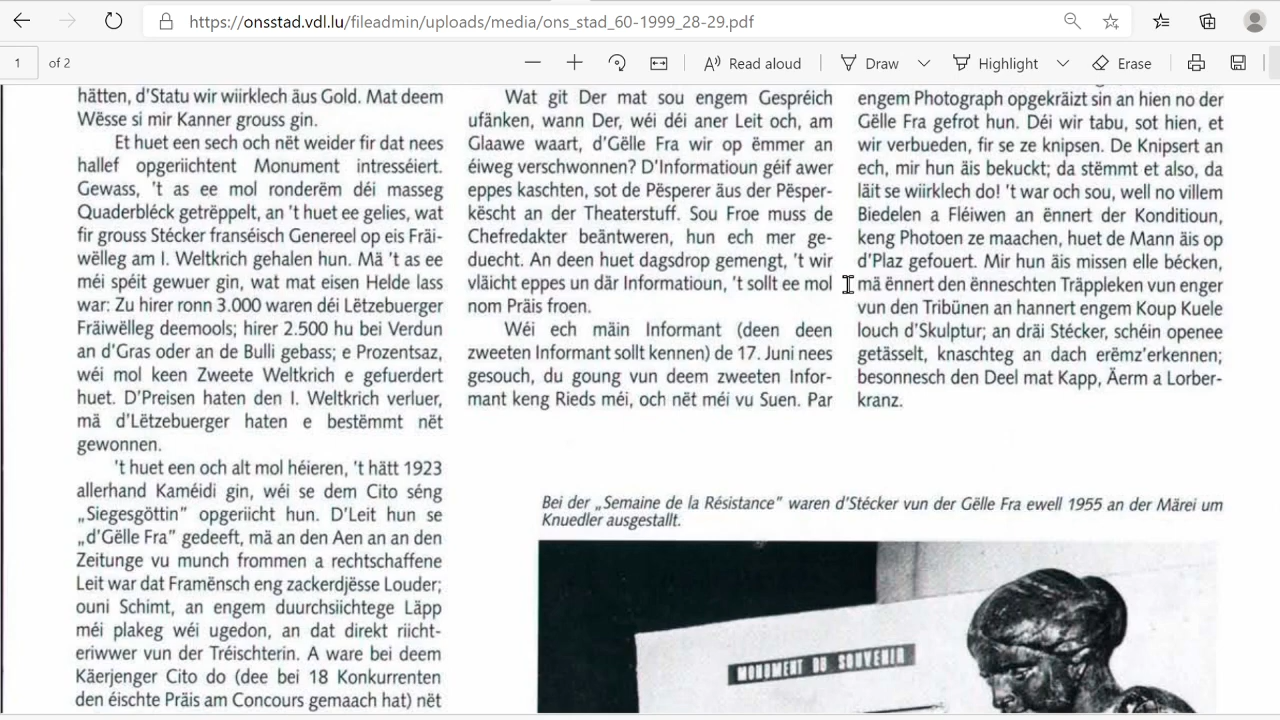 https://onsstad.vdl.lu/fileadmin/uploads/media/ons_stad_60-1999_28-29.pdf
1 of 2
Read aloud
Draw
Highlight
Erase
hätten, d'Statu wir wiirklech äus Gold. Mat deem
Wësse si mir Kanner grouss gin.
Et huet een sech och nët weider fir dat nees
hallef opgeriichtent Monument intresséiert.
Gewass, 't as ee mol ronderëm déi masseg
Quaderbléck getrëppelt, an 't huet ee gelies, wat
fir grouss Stécker franséisch Genereel op eis Fräi-
wëlleg am I. Weltkrich gehalen hun. Mä 't as ee
méi spéit gewuer gin, wat mat eisen Helde lass
war: Zu hirer ronn 3.000 waren déi Lëtzebuerger
Fräiwëlleg deemools; hirer 2.500 hu bei Verdun
an d'Gras oder an de Bulli gebass; e Prozentsaz,
wéi mol keen Zweete Weltkrich e gefuerdert
huet. D'Preisen haten den I. Weltkrich verluer,
mä d'Lëtzebuerger haten e bestëmmt nët
gewonnen.
't huet een och alt mol héieren, 't hätt 1923
allerhand Kaméidi gin, wéi se dem Cito séng
„Siegesgöttin" opgeriicht hun. D'Leit hun se
„d'Gëlle Fra" gedeeft, mä an den Aen an an den
Zeitunge vu munch frommen a rechtschaffene
Leit war dat Framënsch eng zackerdjësse Louder;
ouni Schimt, an engem duurchsiichtege Läpp
méi plakeg wéi ugedon, an dat direkt riicht-
eriwwer vun der Tréischterin. A ware bei deem
Käerjenger Cito do (dee bei 18 Konkurrenten
den éischte Präis am Concours gemaach hat) nët
Wat git Der mat sou engem Gespréich
ufänken, wann Der, wéi déi aner Leit och, am
Glaawe waart, d'Gëlle Fra wir op ëmmer an
éiweg verschwonnen? D'Informatioun géif awer
eppes kaschten, sot de Pësperer äus der Pësper-
këscht an der Theaterstuff. Sou Froe muss de
Chefredakter beäntweren, hun ech mer ge-
duecht. An deen huet dagsdrop gemengt, 't wir
vläicht eppes un där Informatioun, 't sollt ee mol
nom Präis froen.
Wéi ech mäin Informant (deen deen
zweeten Informant sollt kennen) de 17. Juni nees
gesouch, du goung vun deem zweeten Infor-
mant keng Rieds méi, och nët méi vu Suen. Par
engem Photograph opgekräizt sin an hien no der
Gëlle Fra gefrot hun. Déi wir tabu, sot hien, et
wir verbueden, fir se ze knipsen. De Knipsert an
ech, mir hun äis bekuckt; da stëmmt et also, da
läit se wiirklech do! 't war och sou, well no villem
Biedelen a Fléiwen an ënnert der Konditioun,
keng Photoen ze maachen, huet de Mann äis op
d'Plaz gefouert. Mir hun äis missen elle bécken,
mä ënnert den ënneschten Träppleken vun enger
vun den Tribünen an hannert engem Koup Kuele
louch d'Skulptur; an dräi Stécker, schéin openee
getässelt, knaschteg an dach erëmz'erkennen;
besonnesch den Deel mat Kapp, Äerm a Lorber-
kranz.
Bei der „Semaine de la Résistance" waren d'Stécker vun der Gëlle Fra ewell 1955 an der Märei um
Knuedler ausgestallt.
MONUMENT DU SOUVENIR